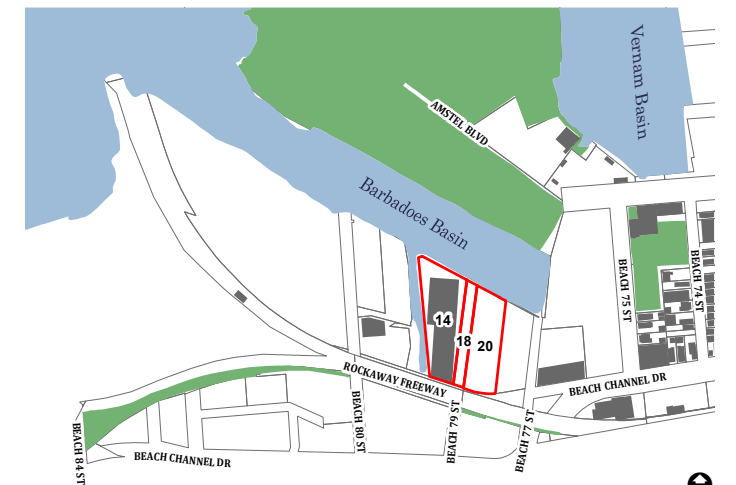 Vernam Basin
AMSTEL BLVD
Barbadoes Basin
BEACH 75 ST
BEACH 74 ST
14
18
20
ROCKAWAY FREEWAY
BEACH CHANNEL DR
BEACH 80 ST
BEACH 79 ST
BEACH 77 ST
BEACH 84 ST
BEACH CHANNEL DR